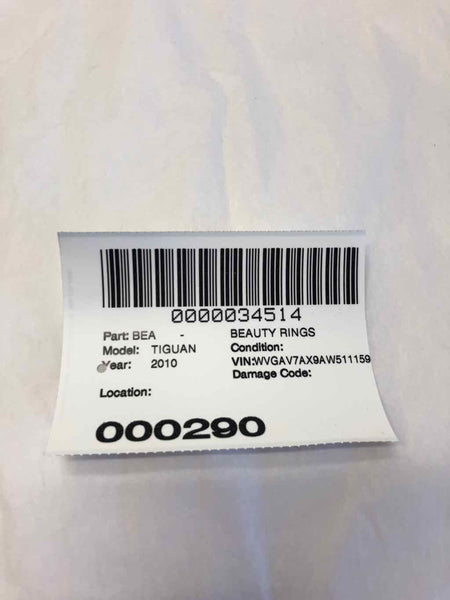 0000034514
Part: BEA - BEAUTY RINGS
Model: TIGUAN Condition:
Year: 2010 VIN:WVGAV7AX9AW511159
Damage Code:
Location:
000290